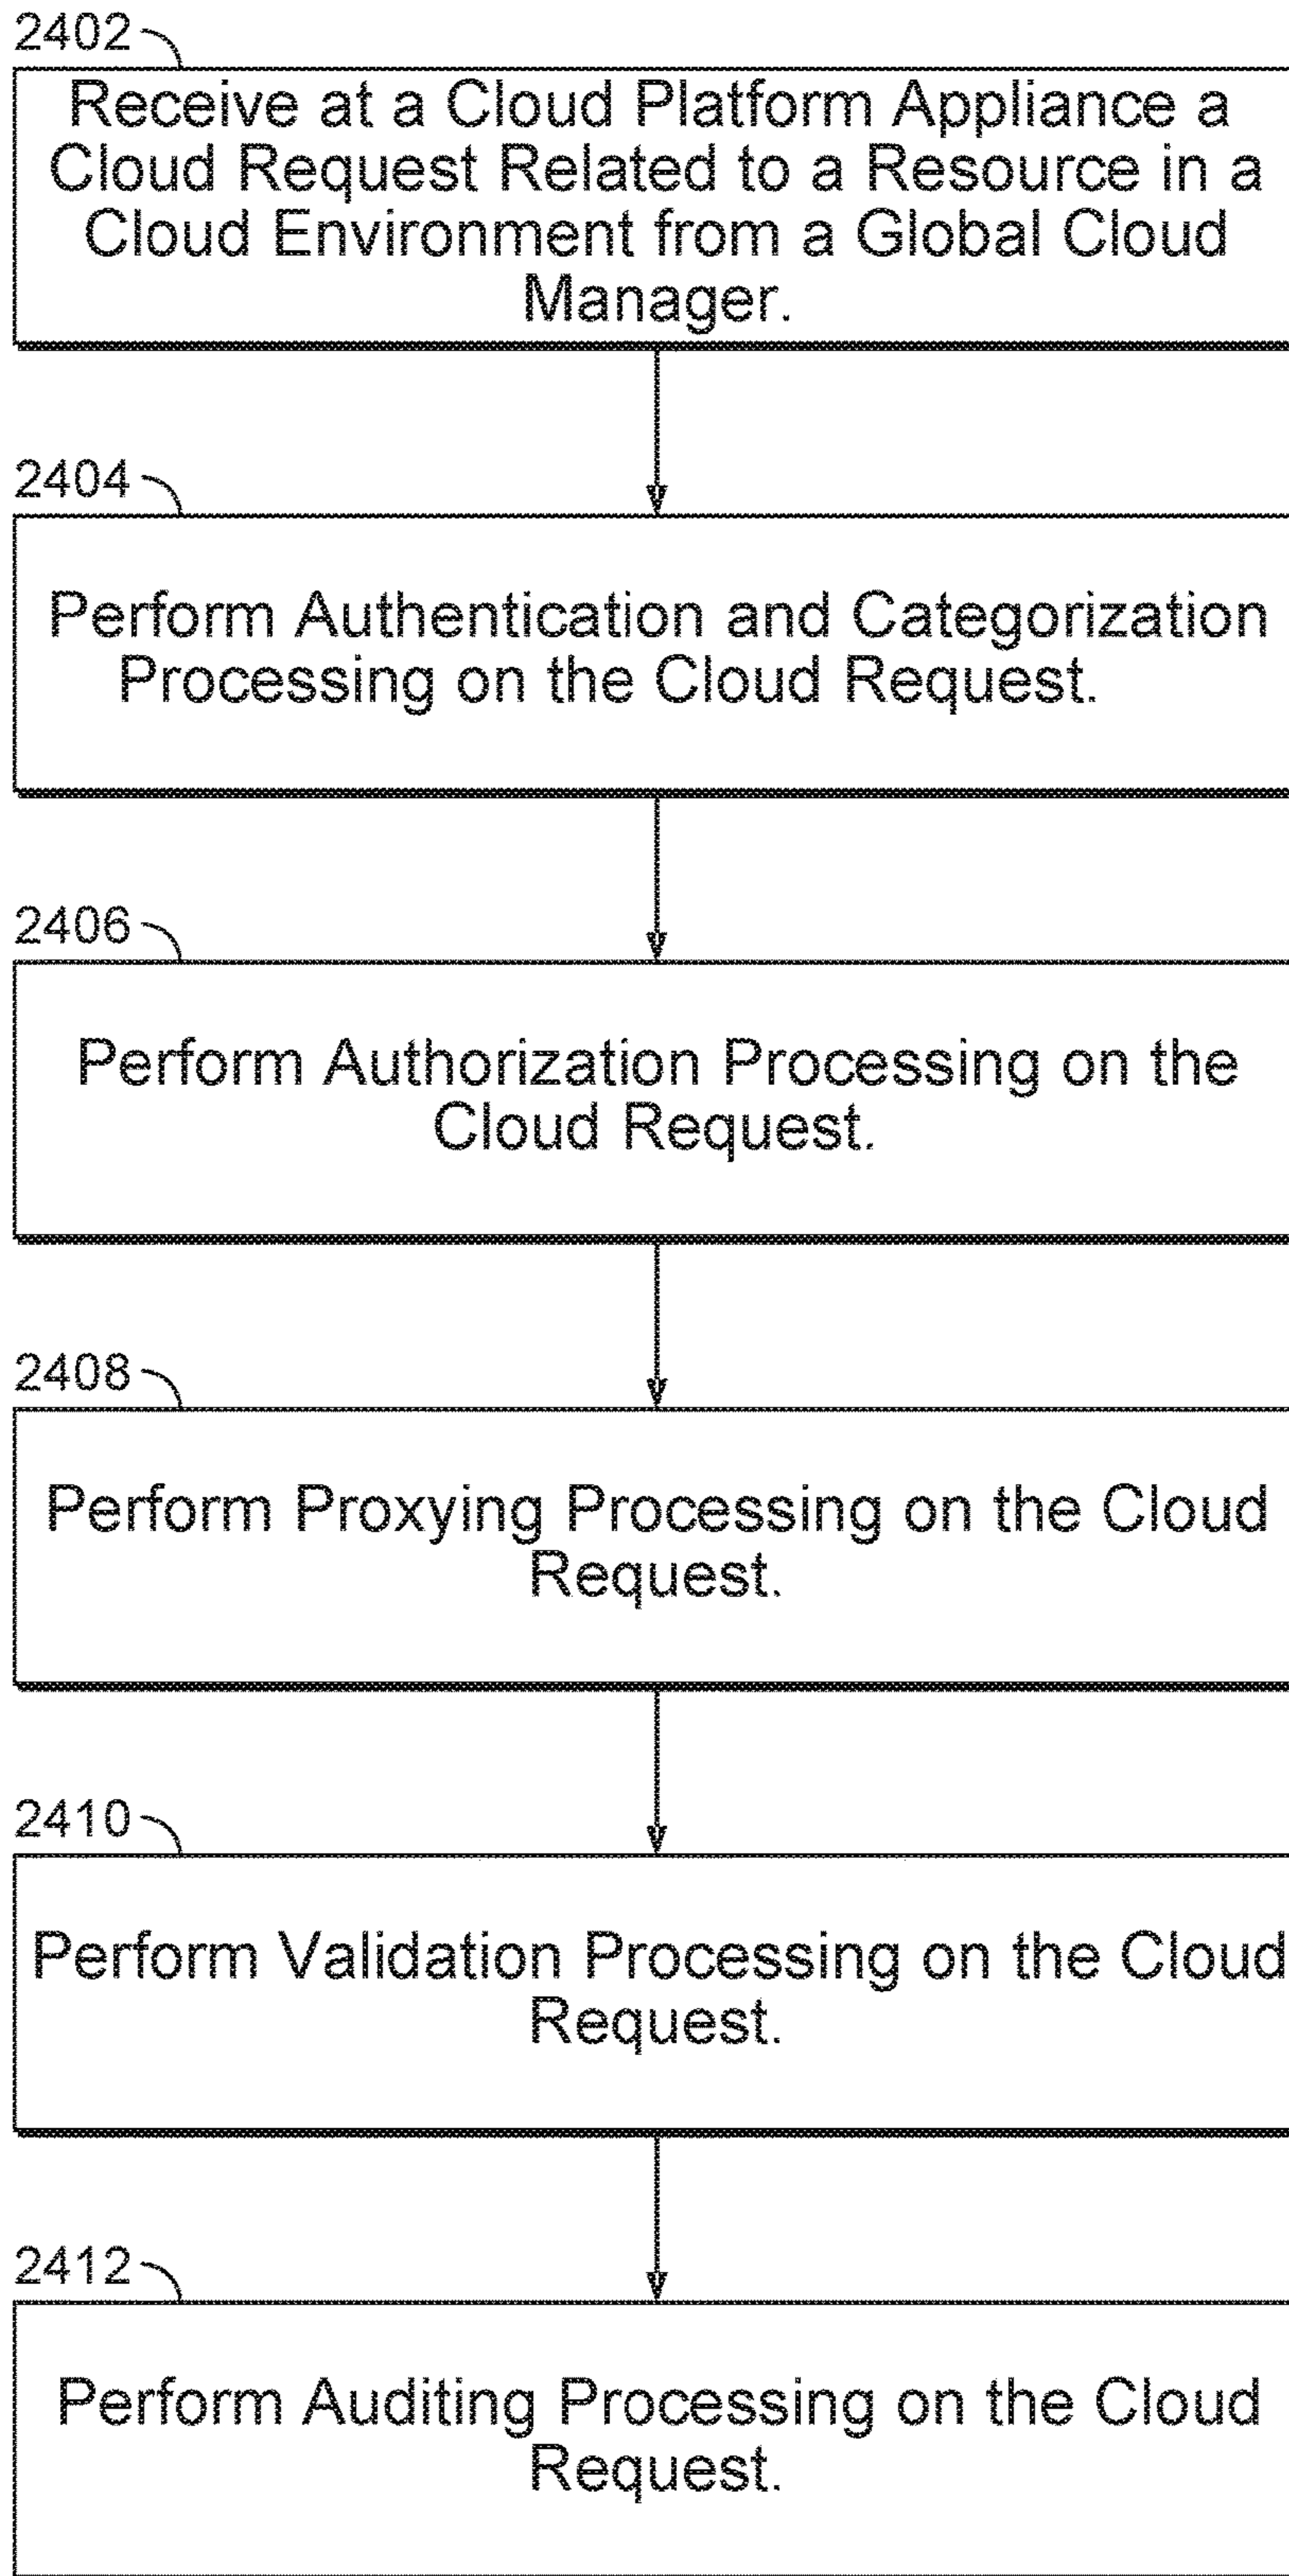 2402
Receive at a Cloud Platform Appliance a
Cloud Request Related to a Resource in a
Cloud Environment from a Global Cloud
Manager.
2404
Perform Authentication and Categorization
Processing on the Cloud Request.
2406
Perform Authorization Processing on the
Cloud Request.
2408
Perform Proxying Processing on the Cloud
Request.
2410
Perform Validation Processing on the Cloud
Request.
2412
Perform Auditing Processing on the Cloud
Request.